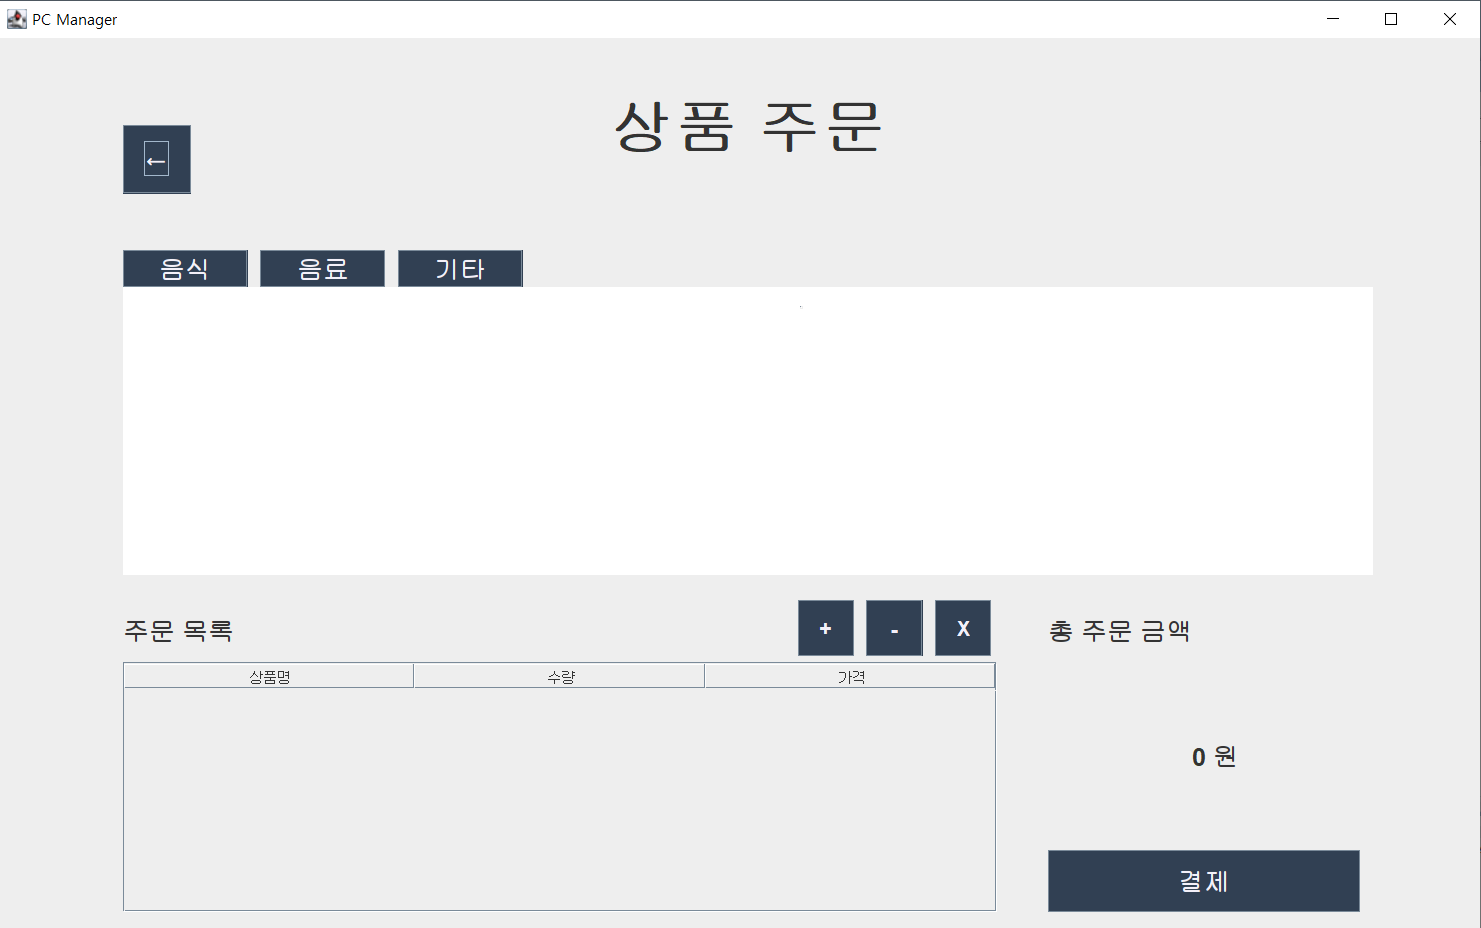 PC Manager
상품 주문
←
음식 음료 기타
주문 목록 + - X 총 주문 금액
상품명 수량 가격
0 원
결제